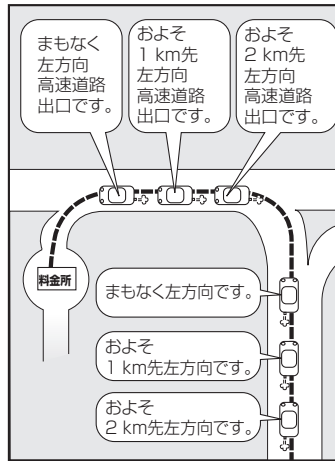 まもなく
左方向
高速道路
出口です。
およそ
1 km先
左方向
高速道路
出口です。
およそ
2 km先
左方向
高速道路
出口です。
料金所
まもなく左方向です。
およそ
1 km先左方向です。
およそ
2 km先左方向です。